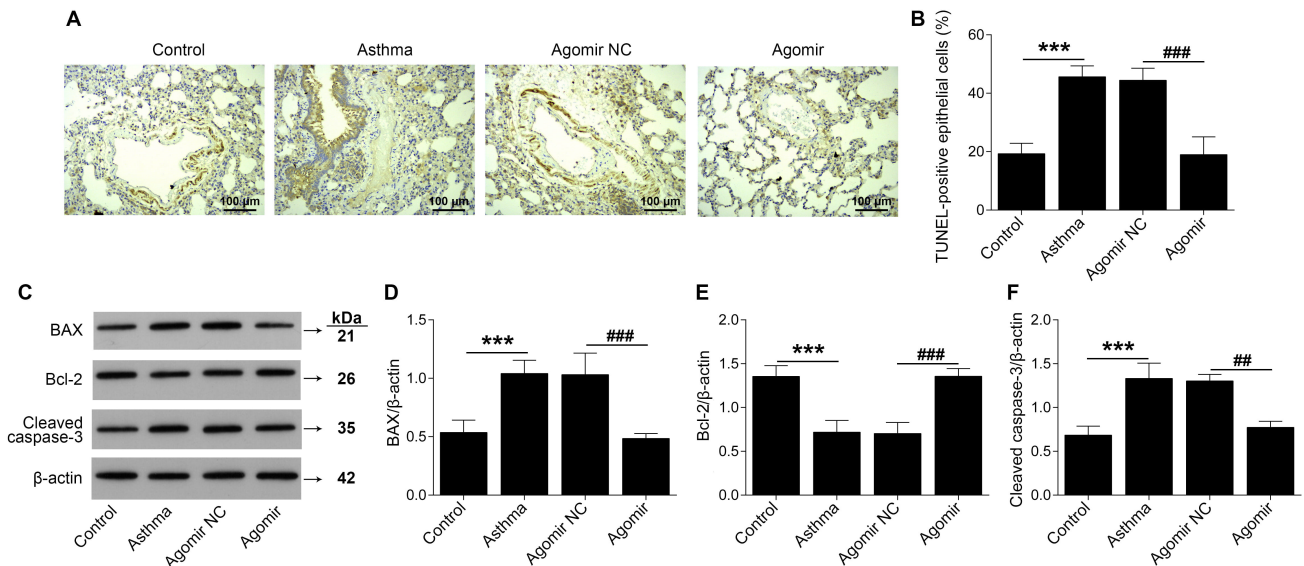 A
Control
Asthma
Agomir NC
Agomir
100 μm
100 μm
100 μm
100 μm
B
TUNEL-positive epithelial cells (%)
60
40
20
0
***
###
Control
Asthma
Agomir NC
Agomir
C
kDa
BAX
21
Bcl-2
26
Cleaved
caspase-3
35
β-actin
42
Control
Asthma
Agomir NC
Agomir
D
BAX/β-actin
1.5
1.0
0.5
0.0
***
###
Control
Asthma
Agomir NC
Agomir
E
Bcl-2/β-actin
2.0
1.5
1.0
0.5
0.0
***
###
Control
Asthma
Agomir NC
Agomir
F
Cleaved caspase-3/β-actin
2.0
1.5
1.0
0.5
0.0
***
##
Control
Asthma
Agomir NC
Agomir